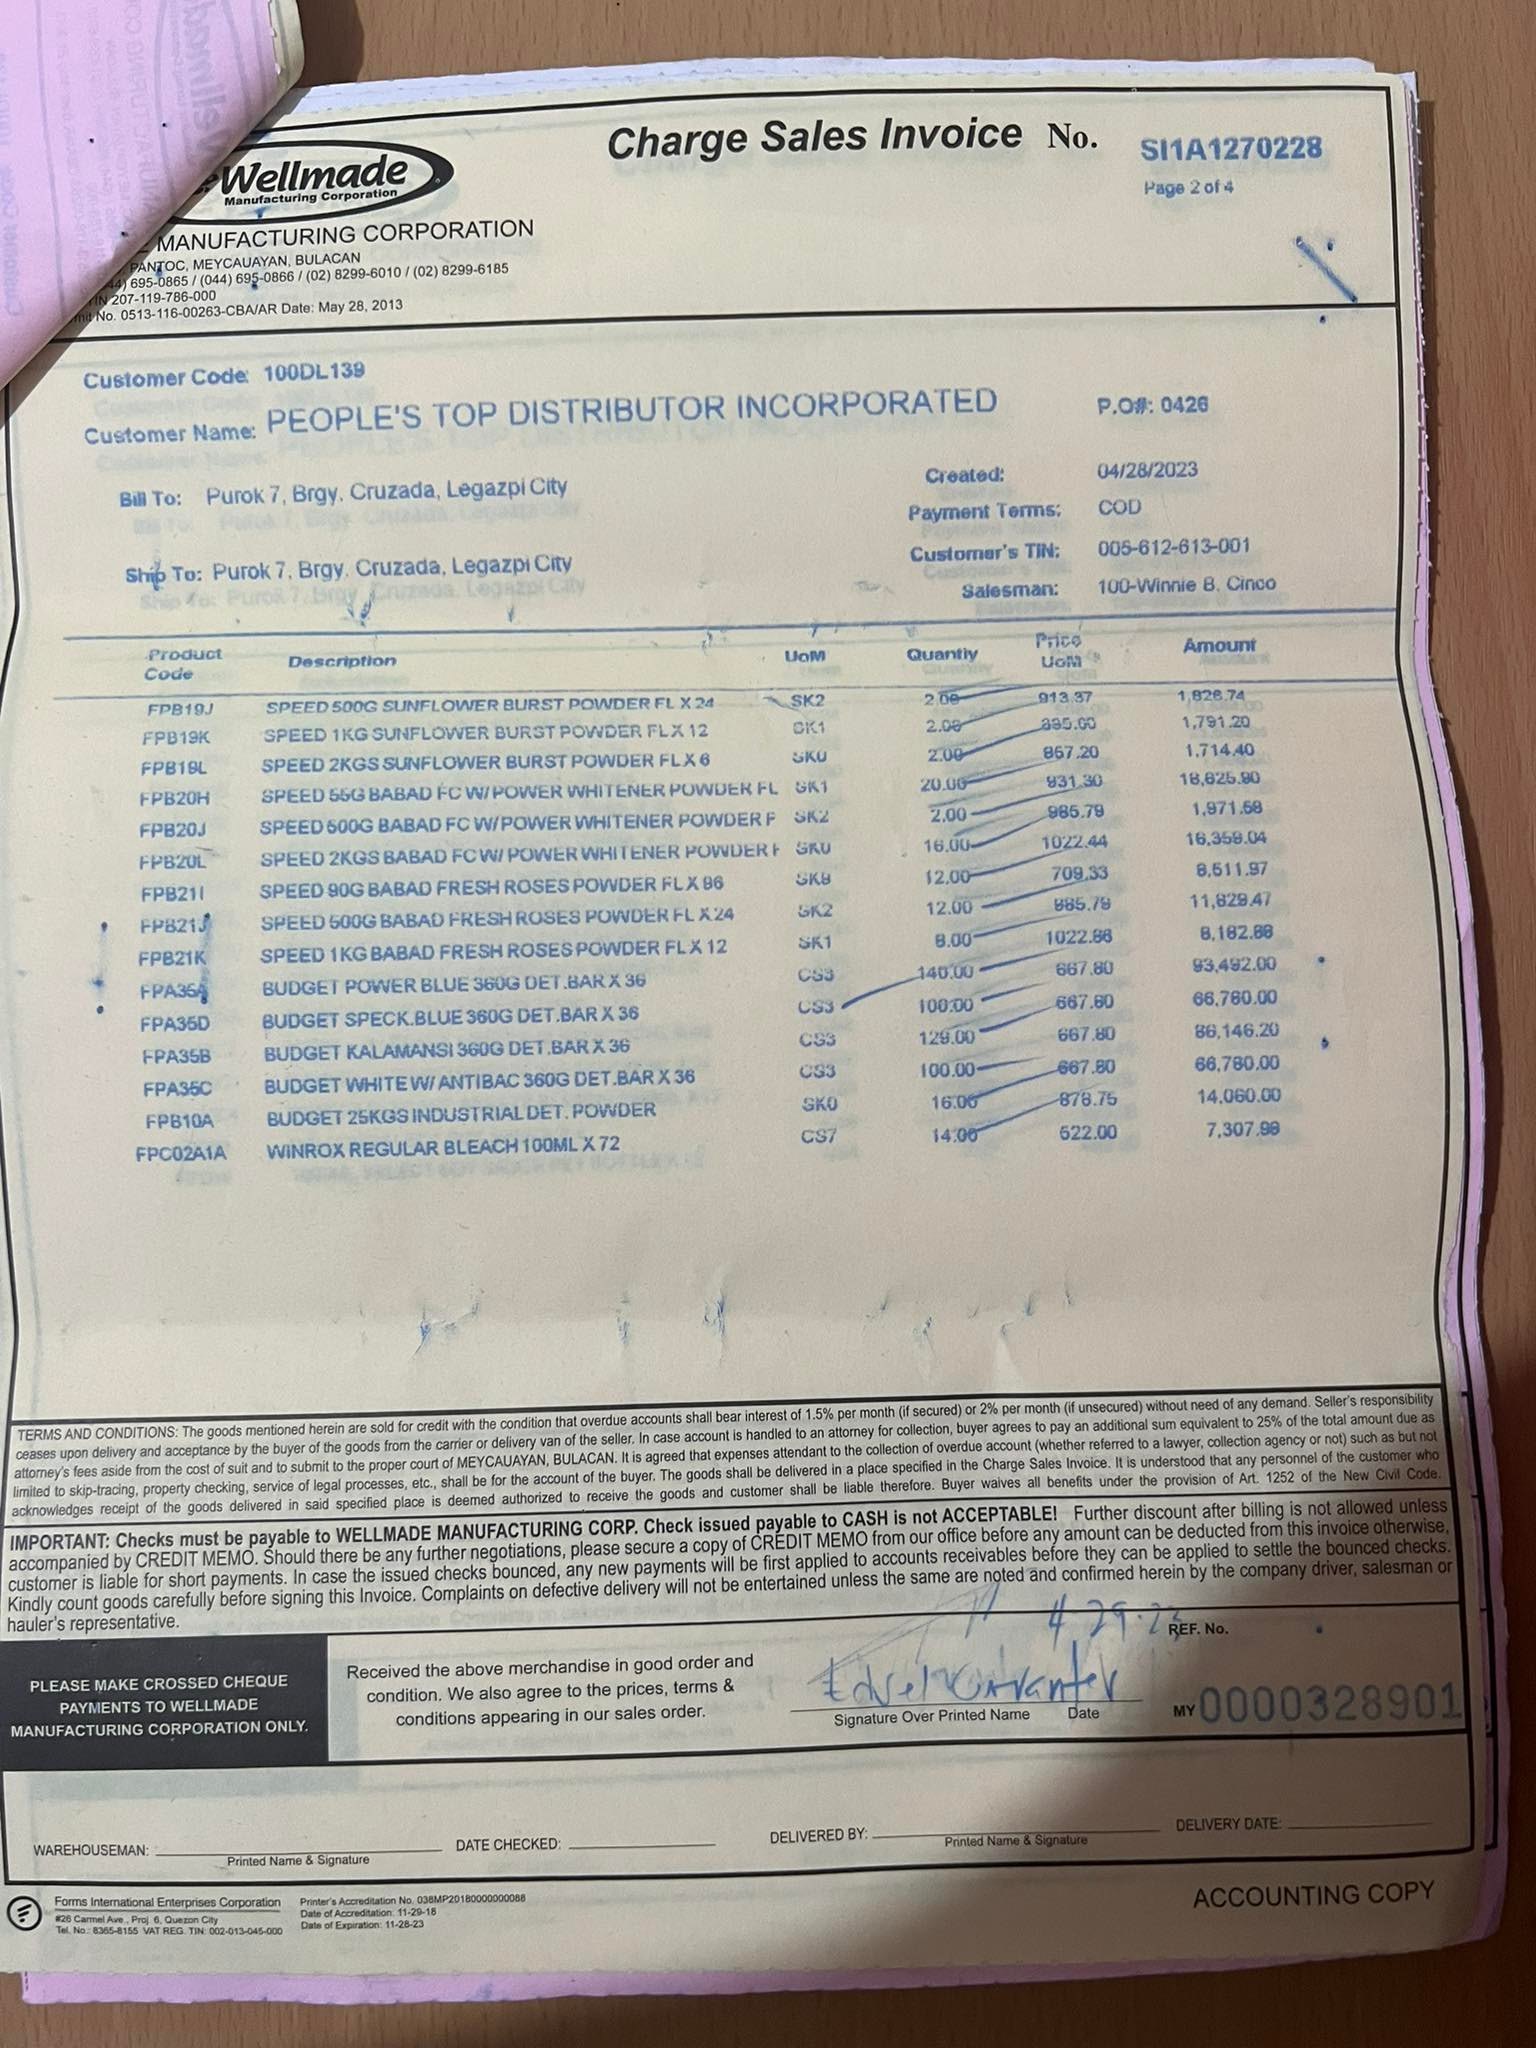 Wellmade
Manufacturing Corporation
Charge Sales Invoice No. SI1A1270228
Page 2 of 4
MANUFACTURING CORPORATION
PANTOC, MEYCAUAYAN, BULACAN
695-0865 / (044) 695-0866 / (02) 8299-6010 / (02) 8299-6185
207-119-786-000
No. 0513-116-00263-CBA/AR Date: May 28, 2013
Customer Code: 100DL139
Customer Name: PEOPLE'S TOP DISTRIBUTOR INCORPORATED P.O#: 0426
Bill To: Purok 7, Brgy. Cruzada, Legazpi City
Created: 04/28/2023
Payment Terms: COD
Ship To: Purok 7, Brgy. Cruzada, Legazpi City
Customer's TIN: 005-612-613-001
Salesman: 100-Winnie B. Cinco
Product Code Description UoM Quantiy Price UoM Amount
FPB19J SPEED 500G SUNFLOWER BURST POWDER FL X 24 SK2 2.00 913.37 1,826.74
FPB19K SPEED 1KG SUNFLOWER BURST POWDER FL X 12 SK1 2.00 895.60 1,791.20
FPB19L SPEED 2KGS SUNFLOWER BURST POWDER FL X 6 SK0 2.00 857.20 1,714.40
FPB20H SPEED 55G BABAD FC W/ POWER WHITENER POWDER FL SK1 20.00 931.30 18,625.90
FPB20J SPEED 500G BABAD FC W/ POWER WHITENER POWDER F SK2 2.00 985.79 1,971.58
FPB20L SPEED 2KGS BABAD FC W/ POWER WHITENER POWDER F SK0 16.00 1022.44 16,359.04
FPB21I SPEED 90G BABAD FRESH ROSES POWDER FL X 96 SK9 12.00 709.33 8,511.97
FPB21J SPEED 500G BABAD FRESH ROSES POWDER FL X 24 SK2 12.00 985.79 11,829.47
FPB21K SPEED 1KG BABAD FRESH ROSES POWDER FL X 12 SK1 8.00 1022.86 8,182.88
FPA35A BUDGET POWER BLUE 360G DET.BAR X 36 CS3 140.00 667.80 93,492.00
FPA35D BUDGET SPECK.BLUE 360G DET.BAR X 36 CS3 100.00 667.80 66,780.00
FPA35B BUDGET KALAMANSI 360G DET.BAR X 36 CS3 129.00 667.80 86,146.20
FPA35C BUDGET WHITE W/ ANTIBAC 360G DET.BAR X 36 CS3 100.00 667.80 66,780.00
FPB10A BUDGET 25KGS INDUSTRIAL DET. POWDER SK0 16.00 878.75 14,060.00
FPC02A1A WINROX REGULAR BLEACH 100ML X 72 CS7 14.00 522.00 7,307.98
TERMS AND CONDITIONS: The goods mentioned herein are sold for credit with the condition that overdue accounts shall bear interest of 1.5% per month (if secured) or 2% per month (if unsecured) without need of any demand. Seller's responsibility
ceases upon delivery and acceptance by the buyer of the goods from the carrier or delivery van of the seller. In case account is handled to an attorney for collection, buyer agrees to pay an additional sum equivalent to 25% of the total amount due as
attorney's fees aside from the cost of suit and to submit to the proper court of MEYCAUAYAN, BULACAN. It is agreed that expenses attendant to the collection of overdue account (whether referred to a lawyer, collection agency or not) such as but not
limited to skip-tracing, property checking, service of legal processes, etc., shall be for the account of the buyer. The goods shall be delivered in a place specified in the Charge Sales Invoice. It is understood that any personnel of the customer who
acknowledges receipt of the goods delivered in said specified place is deemed authorized to receive the goods and customer shall be liable therefore. Buyer waives all benefits under the provision of Art. 1252 of the New Civil Code.
IMPORTANT: Checks must be payable to WELLMADE MANUFACTURING CORP. Check issued payable to CASH is not ACCEPTABLE! Further discount after billing is not allowed unless
accompanied by CREDIT MEMO. Should there be any further negotiations, please secure a copy of CREDIT MEMO from our office before any amount can be deducted from this invoice otherwise,
customer is liable for short payments. In case the issued checks bounced, any new payments will be first applied to accounts receivables before they can be applied to settle the bounced checks.
Kindly count goods carefully before signing this Invoice. Complaints on defective delivery will not be entertained unless the same are noted and confirmed herein by the company driver, salesman or
hauler's representative.
PLEASE MAKE CROSSED CHEQUE
PAYMENTS TO WELLMADE
MANUFACTURING CORPORATION ONLY.
Received the above merchandise in good order and
condition. We also agree to the prices, terms &
conditions appearing in our sales order.
4.29.23
Signature Over Printed Name Date
REF. No.
MY 0000328901
WAREHOUSEMAN: DATE CHECKED: DELIVERED BY: DELIVERY DATE:
Printed Name & Signature Printed Name & Signature
Forms International Enterprises Corporation
#26 Carmel Ave., Proj. 6, Quezon City
Tel. No.: 8365-8155 VAT REG. TIN: 002-013-045-000
Printer's Accreditation No. 038MP20180000000088
Date of Accreditation: 11-29-18
Date of Expiration: 11-28-23
ACCOUNTING COPY